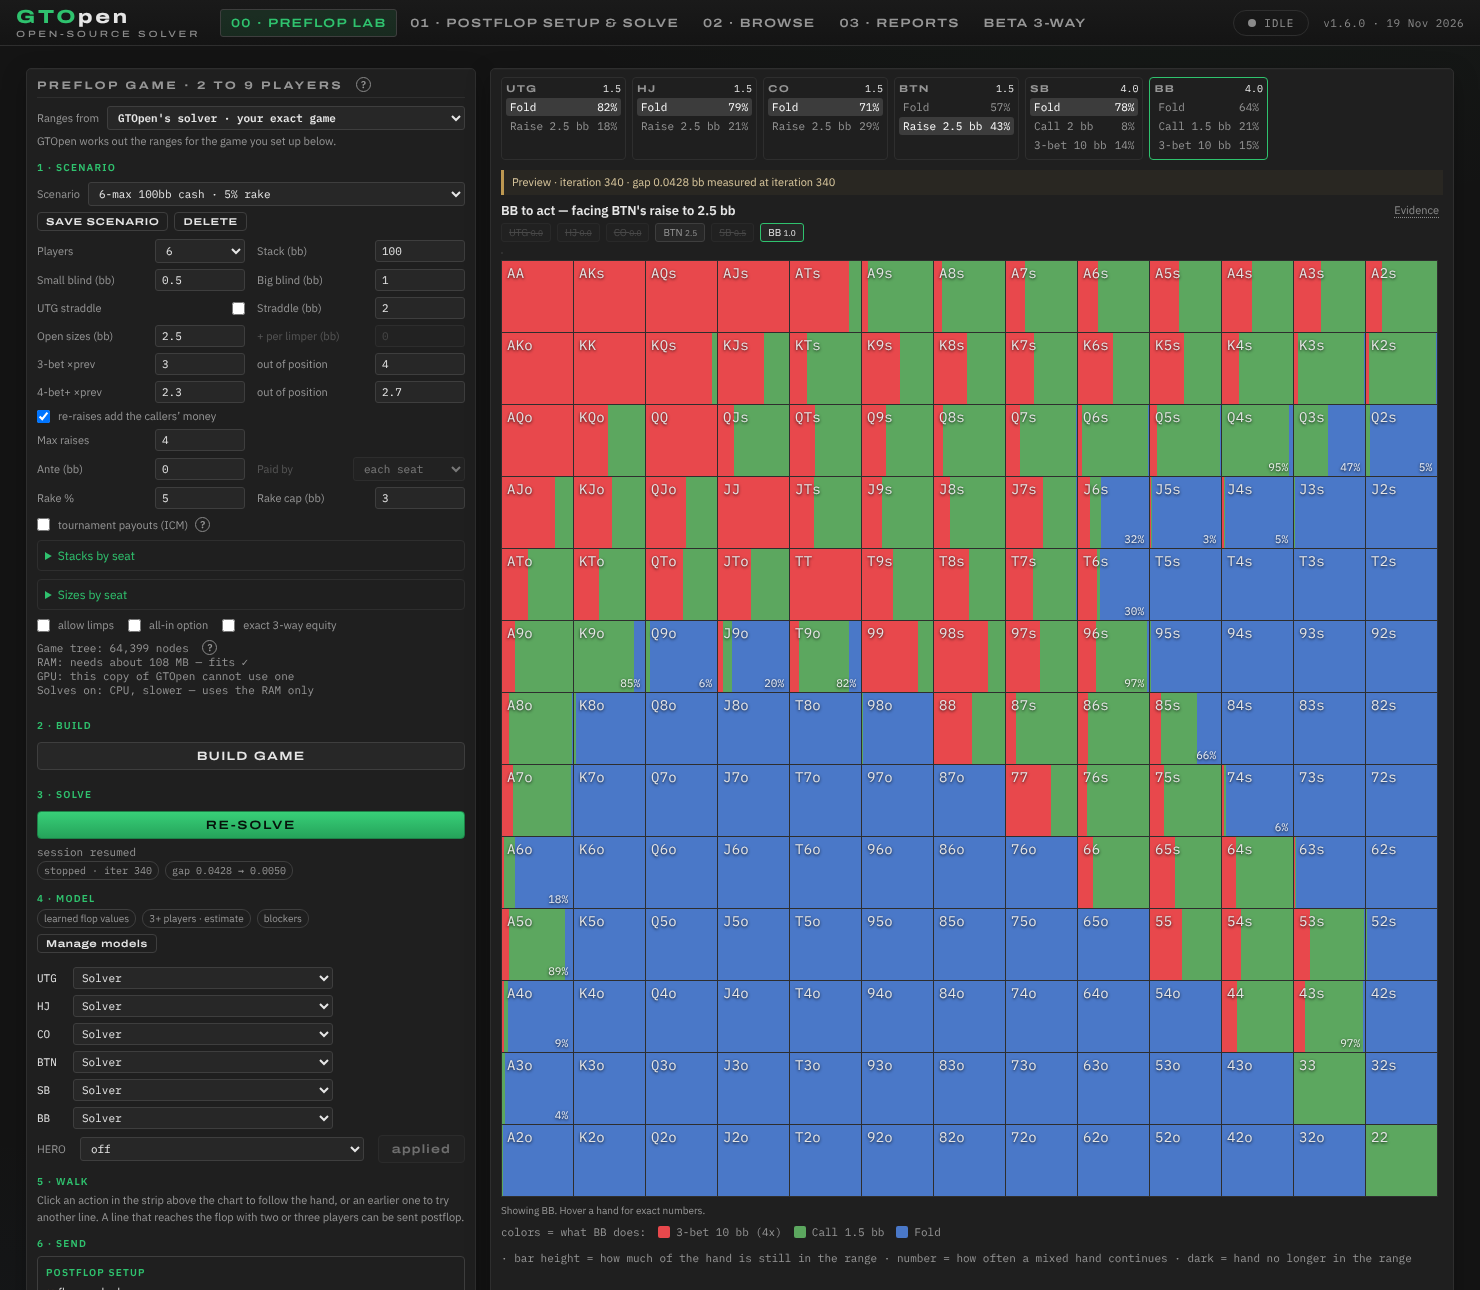 GTOpen
OPEN-SOURCE SOLVER
00 · PREFLOP LAB
01 · POSTFLOP SETUP & SOLVE
02 · BROWSE
03 · REPORTS
BETA 3-WAY
IDLE
v1.6.0 · 19 Nov 2026
PREFLOP GAME · 2 TO 9 PLAYERS ?
Ranges from GTOpen's solver · your exact game
GTOpen works out the ranges for the game you set up below.
1 · SCENARIO
Scenario 6-max 100bb cash · 5% rake
SAVE SCENARIO DELETE
Players 6 Stack (bb) 100
Small blind (bb) 0.5 Big blind (bb) 1
UTG straddle Straddle (bb) 2
Open sizes (bb) 2.5 + per limper (bb) 0
3-bet ×prev 3 out of position 4
4-bet+ ×prev 2.3 out of position 2.7
re-raises add the callers' money
Max raises 4
Ante (bb) 0 Paid by each seat
Rake % 5 Rake cap (bb) 3
tournament payouts (ICM) ?
Stacks by seat
Sizes by seat
allow limps all-in option exact 3-way equity
Game tree: 64,399 nodes ?
RAM: needs about 108 MB — fits ✓
GPU: this copy of GTOpen cannot use one
Solves on: CPU, slower — uses the RAM only
2 · BUILD
BUILD GAME
3 · SOLVE
RE-SOLVE
session resumed
stopped · iter 340 gap 0.0428 → 0.0050
4 · MODEL
learned flop values 3+ players · estimate blockers
Manage models
UTG Solver
HJ Solver
CO Solver
BTN Solver
SB Solver
BB Solver
HERO off applied
5 · WALK
Click an action in the strip above the chart to follow the hand, or an earlier one to try
another line. A line that reaches the flop with two or three players can be sent postflop.
6 · SEND
POSTFLOP SETUP
UTG 1.5
Fold 82%
Raise 2.5 bb 18%
HJ 1.5
Fold 79%
Raise 2.5 bb 21%
CO 1.5
Fold 71%
Raise 2.5 bb 29%
BTN 1.5
Fold 57%
Raise 2.5 bb 43%
SB 4.0
Fold 78%
Call 2 bb 8%
3-bet 10 bb 14%
BB 4.0
Fold 64%
Call 1.5 bb 21%
3-bet 10 bb 15%
Preview · iteration 340 · gap 0.0428 bb measured at iteration 340
BB to act — facing BTN's raise to 2.5 bb Evidence
UTG 0.0 HJ 0.0 CO 0.0 BTN 2.5 SB 0.5 BB 1.0
AA AKs AQs AJs ATs A9s A8s A7s A6s A5s A4s A3s A2s
AKo KK KQs KJs KTs K9s K8s K7s K6s K5s K4s K3s K2s
AQo KQo QQ QJs QTs Q9s Q8s Q7s Q6s Q5s Q4s Q3s Q2s
95% 47% 5%
AJo KJo QJo JJ JTs J9s J8s J7s J6s J5s J4s J3s J2s
32% 3% 5%
ATo KTo QTo JTo TT T9s T8s T7s T6s T5s T4s T3s T2s
30%
A9o K9o Q9o J9o T9o 99 98s 97s 96s 95s 94s 93s 92s
85% 6% 20% 82% 97%
A8o K8o Q8o J8o T8o 98o 88 87s 86s 85s 84s 83s 82s
66%
A7o K7o Q7o J7o T7o 97o 87o 77 76s 75s 74s 73s 72s
6%
A6o K6o Q6o J6o T6o 96o 86o 76o 66 65s 64s 63s 62s
18%
A5o K5o Q5o J5o T5o 95o 85o 75o 65o 55 54s 53s 52s
89%
A4o K4o Q4o J4o T4o 94o 84o 74o 64o 54o 44 43s 42s
9% 97%
A3o K3o Q3o J3o T3o 93o 83o 73o 63o 53o 43o 33 32s
4%
A2o K2o Q2o J2o T2o 92o 82o 72o 62o 52o 42o 32o 22
Showing BB. Hover a hand for exact numbers.
colors = what BB does: 3-bet 10 bb (4x) Call 1.5 bb Fold
· bar height = how much of the hand is still in the range · number = how often a mixed hand continues · dark = hand no longer in the range